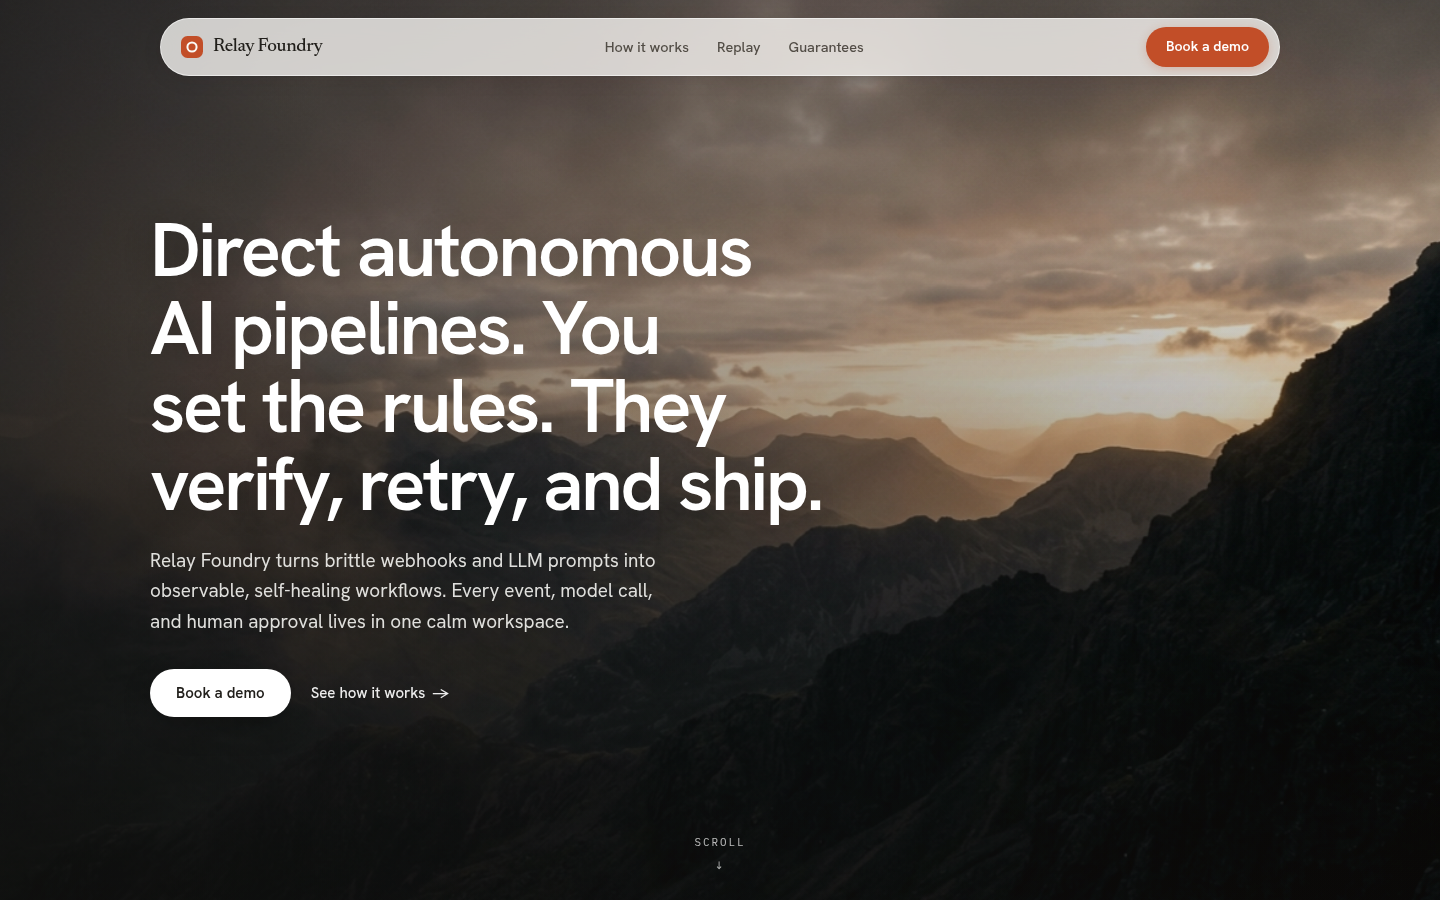 Relay Foundry
How it works
Replay
Guarantees
Book a demo
Direct autonomous
AI pipelines. You
set the rules. They
verify, retry, and ship.
Relay Foundry turns brittle webhooks and LLM prompts into
observable, self-healing workflows. Every event, model call,
and human approval lives in one calm workspace.
Book a demo
See how it works →
SCROLL
↓